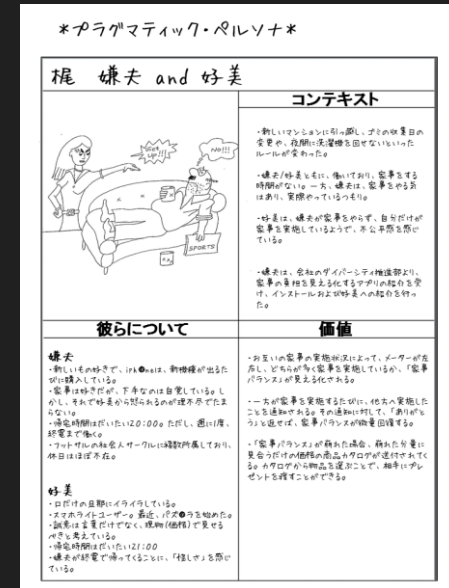 *プラグマティック・ペルソナ*
梶 嫌夫 and 好美
Get up!!!
No!!!
SPORTS
コンテキスト
・新しいマンションに引っ越し、ゴミの収集日の
変更や、夜間に洗濯機を回せないといった
ルールが変わった。
・嫌夫/好美ともに、働いており、家事をする
時間がない。一方、嫌夫は、家事をやる気
はあり、実際やっているつもり。
・好美は、嫌夫が家事をやらず、自分だけが
家事を実施しているようで、不公平感を感じ
ている。
・嫌夫は、会社のダイバーシティ推進部より、
家事の負担を見える化するアプリの紹介を受
け、インストールおよび好美への紹介を行っ
た。
彼らについて
嫌夫
・新しいもの好きで、iph●neは、新機種が出るた
びに購入している。
・家事は好きだが、下手なのは自覚している。し
かし、それで好美から怒られるのが理不尽でたま
らない。
・帰宅時間はだいたい20:00。ただし、週に1度、
終電まで働く。
・フットサルの社会人サークルに複数所属しており、
休日はほぼ不在。
好美
・口だけの旦那にイライラしている。
・スマホライトユーザー。最近、パズ●ラを始めた。
・誠意は言葉だけでなく、現物(価格)で見せる
べきと考えている。
・帰宅時間はだいたい21:00
・嫌夫が終電で帰ってくることに、「怪しさ」を感じ
ている。
価値
・お互いの家事の実施状況によって、メーターが左
右し、どちらが多く家事を実施しているか、「家事
バランス」が見える化される。
・一方が家事を実施するたびに、他方へ実施した
ことを通知される。その通知に対して、「ありがと
う」と返せば、家事バランスが微量回復する。
・「家事バランス」が崩れた場合、崩れた分量に
見合うだけの価格の商品カタログが送付されてく
る。カタログから物品を選ぶことで、相手にプレ
ゼントを渡すことができる。